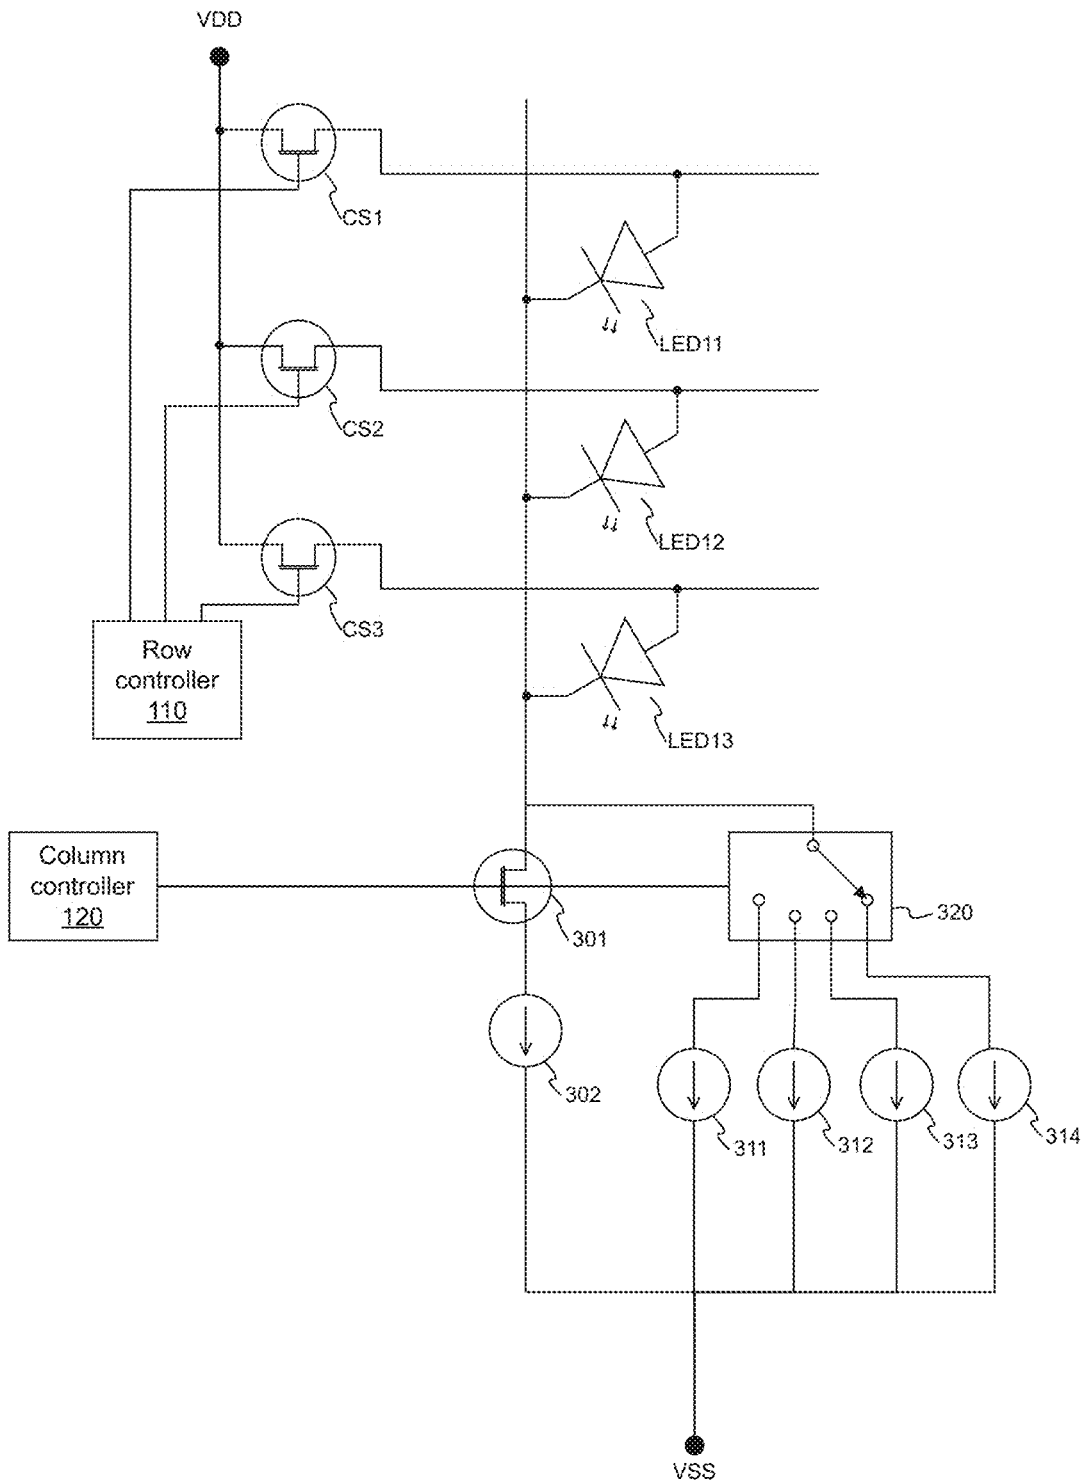 VDD
CS1
LED11
CS2
LED12
CS3
Row
controller
110
LED13
Column
controller
120
301
320
302
311
312
313
314
VSS